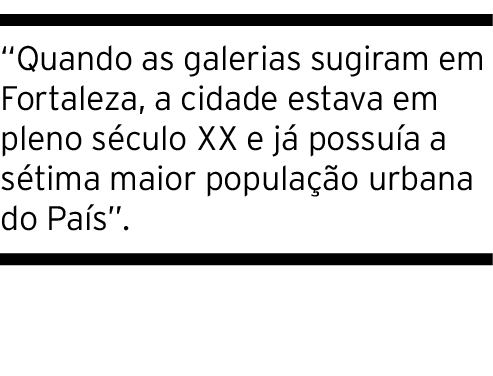 “Quando as galerias sugiram em
Fortaleza, a cidade estava em
pleno século XX e já possuía a
sétima maior população urbana
do País”.